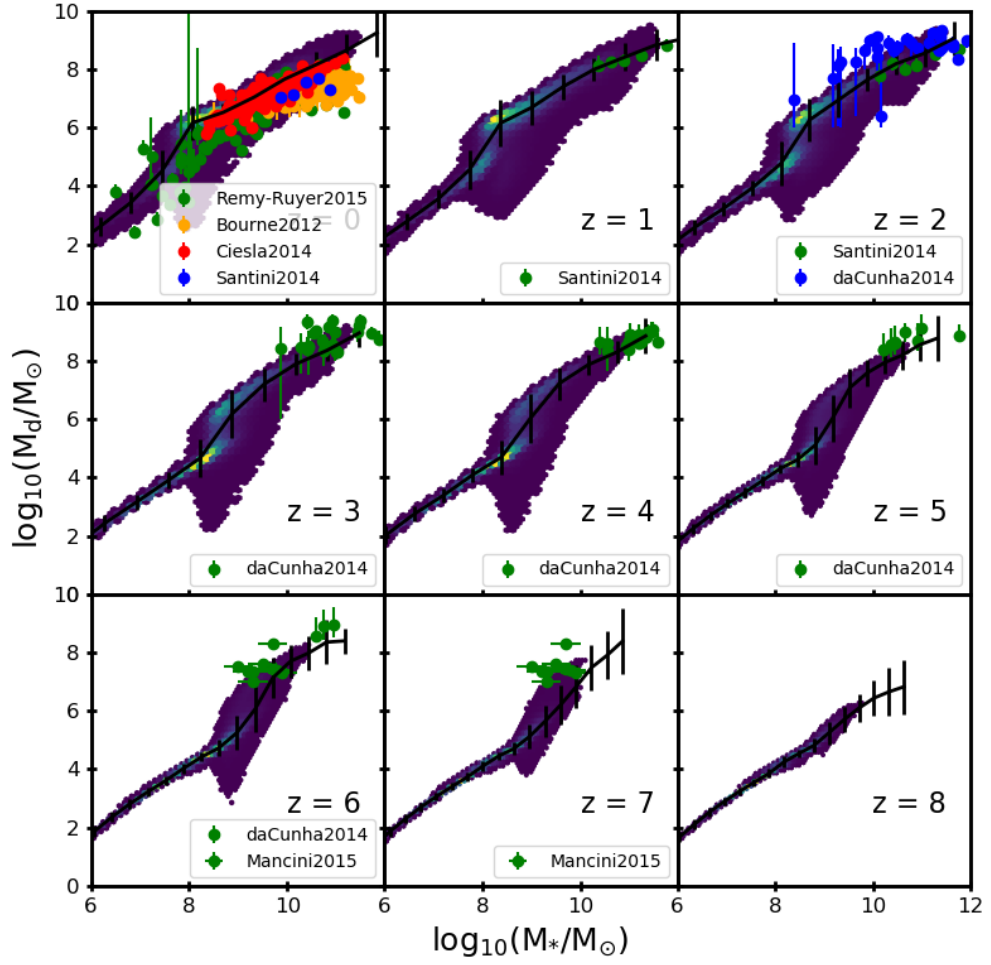 10
8
6
4
2
10
z = 0
Remy-Ruyer2015
Bourne2012
Ciesla2014
Santini2014
z = 1
Santini2014
z = 2
Santini2014
daCunha2014
log10(Md/M⊙)
8
6
4
2
10
z = 3
daCunha2014
z = 4
daCunha2014
z = 5
daCunha2014
8
6
4
2
0
z = 6
daCunha2014
Mancini2015
z = 7
Mancini2015
z = 8
6 8 10 6 8 10 6 8 10 12
log10(M*/M⊙)